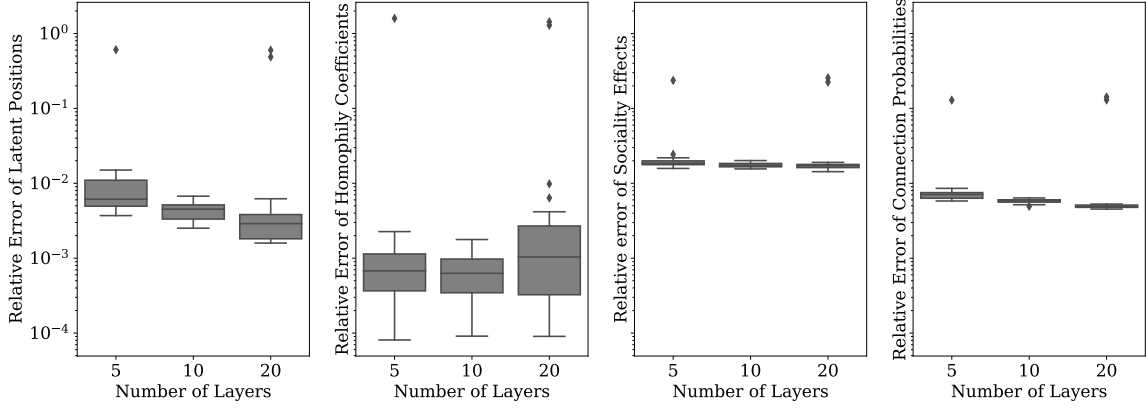 Relative Error of Latent Positions
10⁰
10⁻¹
10⁻²
10⁻³
10⁻⁴
5 10 20
Number of Layers
Relative Error of Homophily Coefficients
5 10 20
Number of Layers
Relative error of Sociality Effects
5 10 20
Number of Layers
Relative Error of Connection Probabilities
5 10 20
Number of Layers